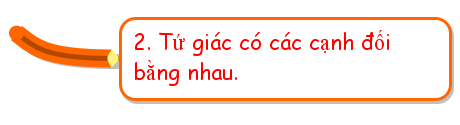 2. Tứ giác có các cạnh đối
bằng nhau.